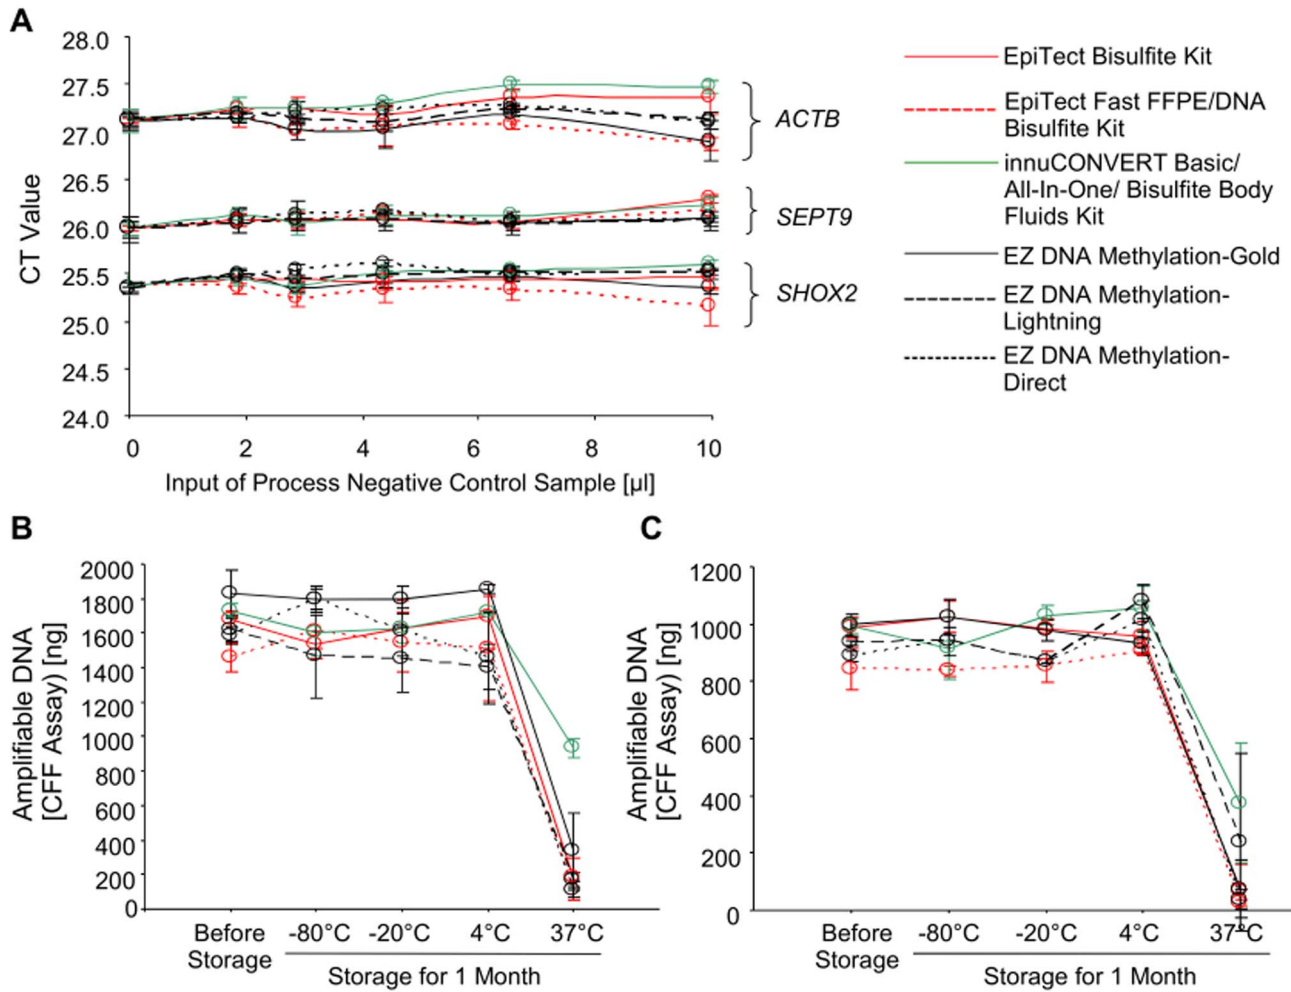 A
28.0
27.5
27.0
26.5
26.0
25.5
25.0
24.5
24.0
CT Value
0 2 4 6 8 10
Input of Process Negative Control Sample [µl]
ACTB
SEPT9
SHOX2
EpiTect Bisulfite Kit
EpiTect Fast FFPE/DNA
Bisulfite Kit
innuCONVERT Basic/
All-In-One/ Bisulfite Body
Fluids Kit
EZ DNA Methylation-Gold
EZ DNA Methylation-
Lightning
EZ DNA Methylation-
Direct
B
2000
1800
1600
1400
1200
1000
800
600
400
200
0
Amplifiable DNA
[CFF Assay) [ng]
Before
Storage
-80°C -20°C 4°C 37°C
Storage for 1 Month
C
1200
1000
800
600
400
200
0
Amplifiable DNA
[CFF Assay) [ng]
Before
Storage
-80°C -20°C 4°C 37°C
Storage for 1 Month